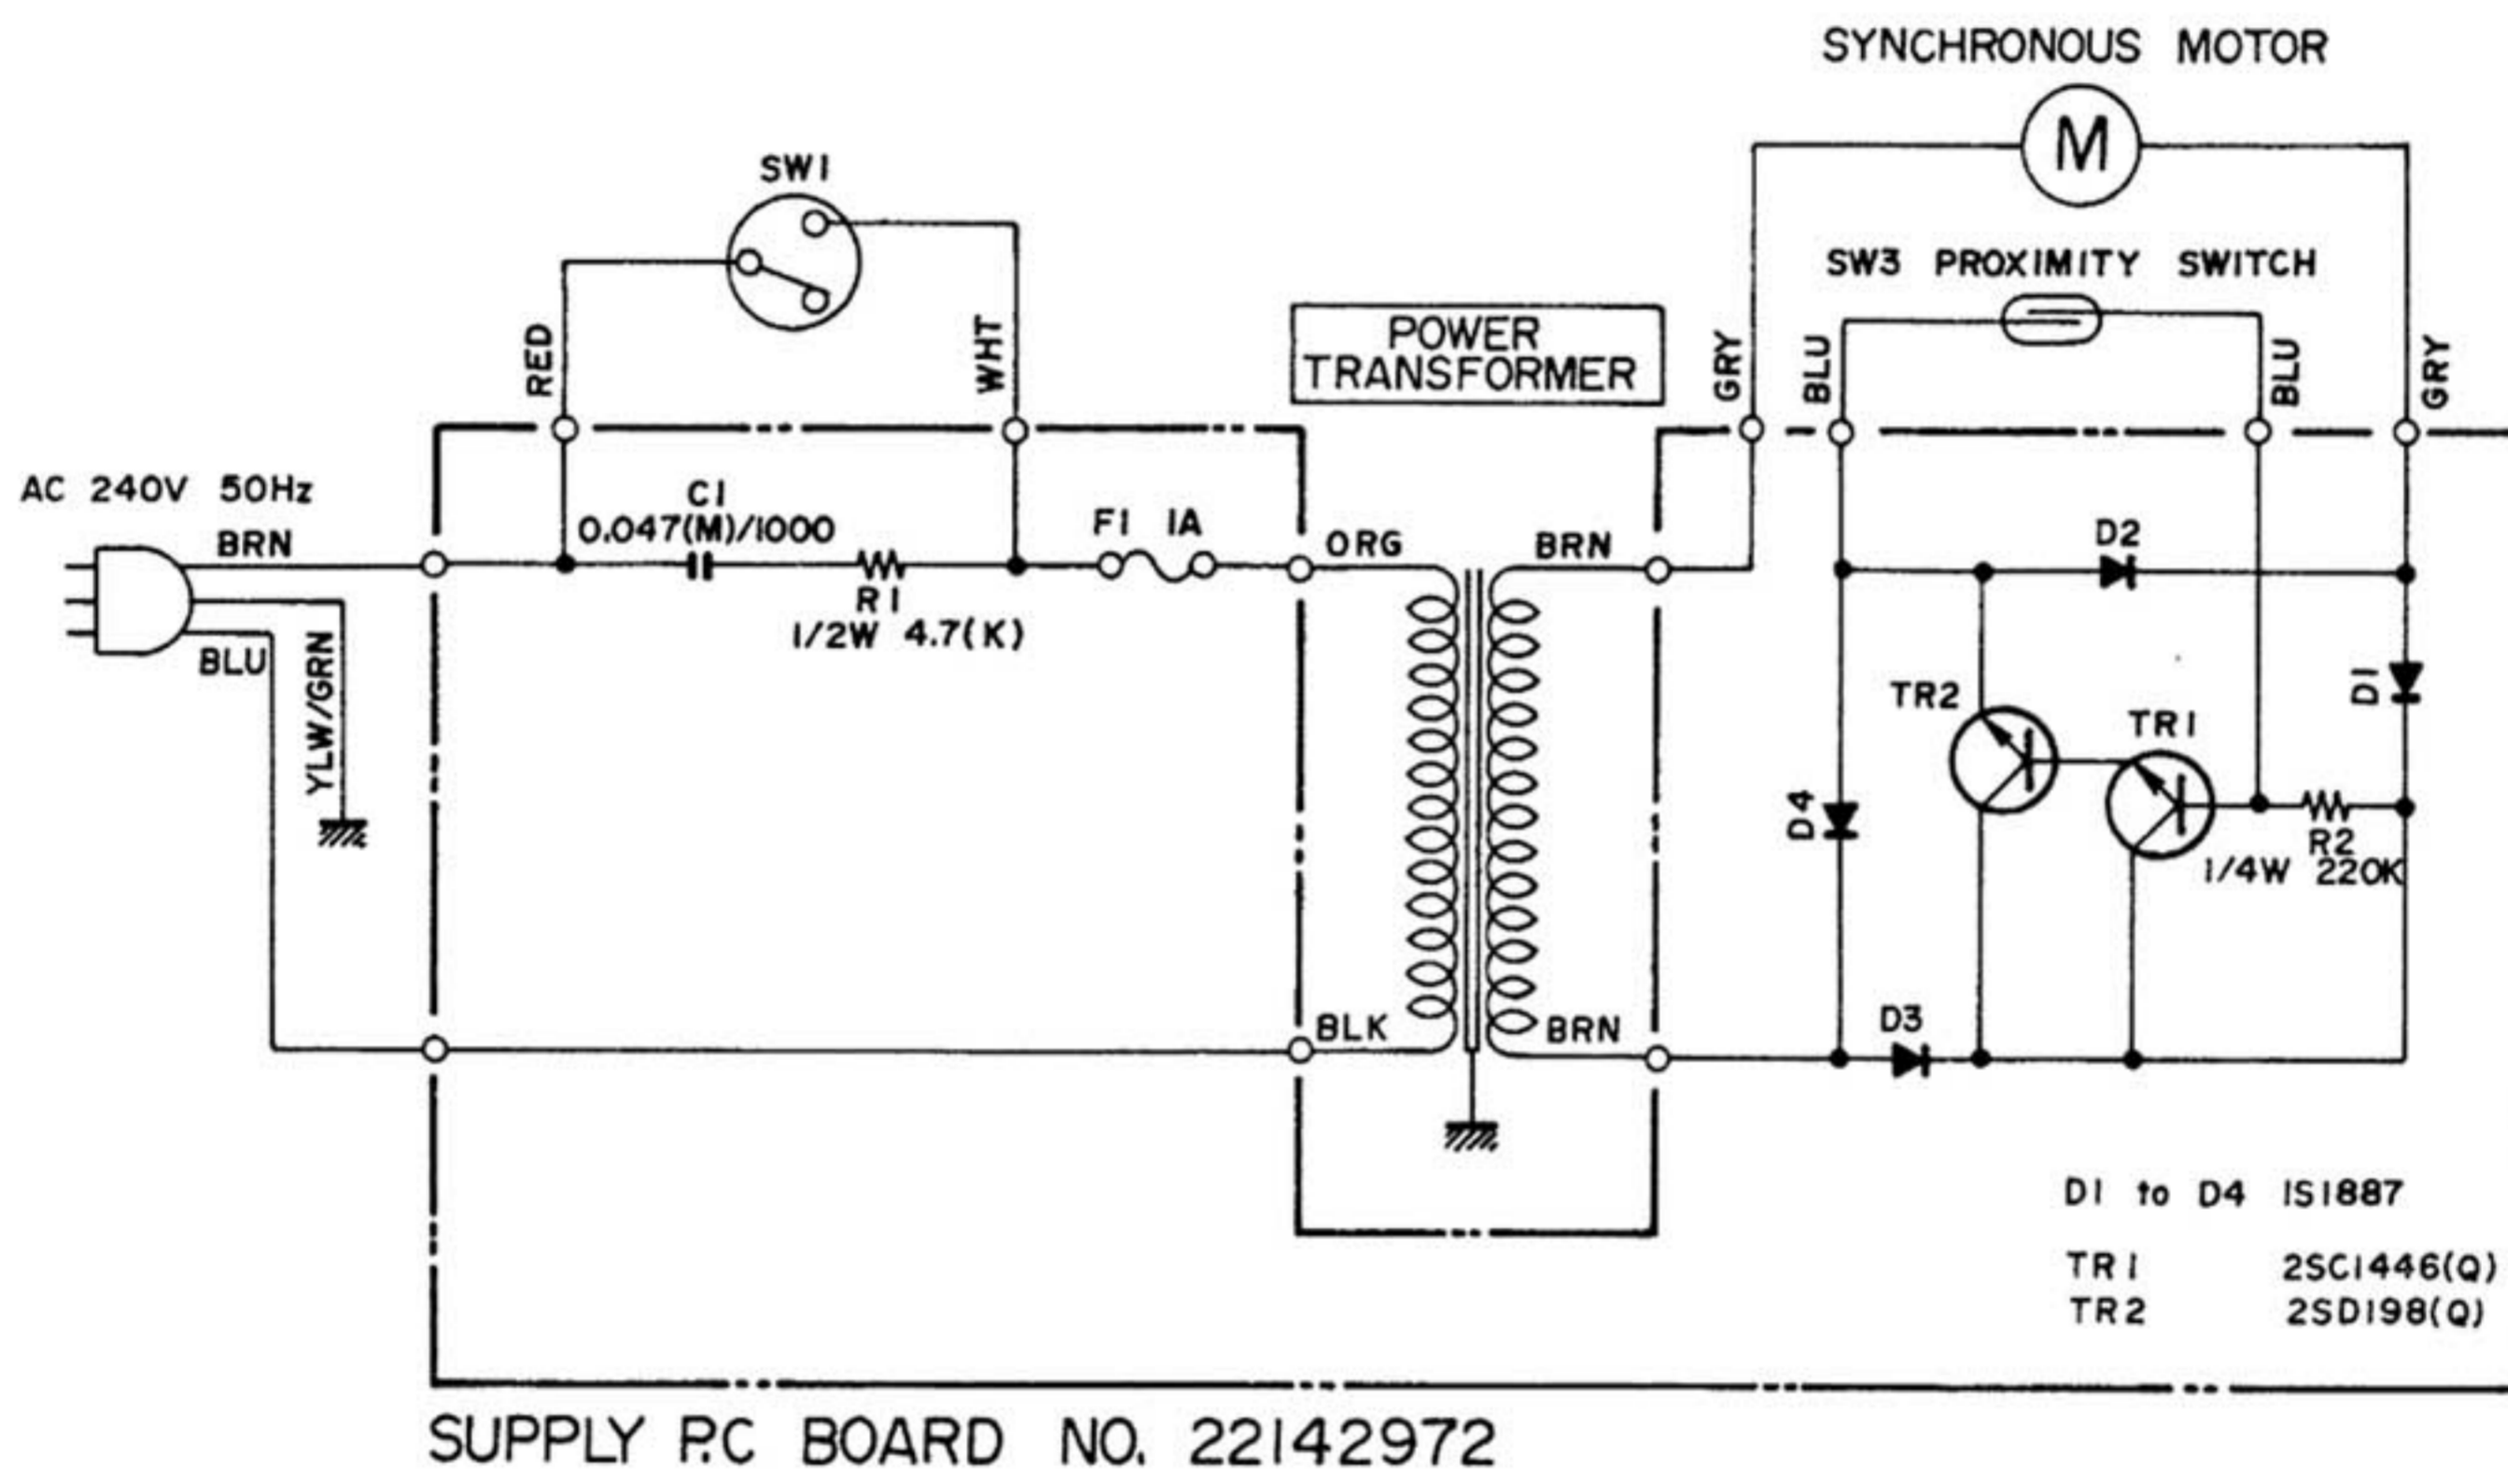 SYNCHRONOUS MOTOR
M
SW1
SW3 PROXIMITY SWITCH
POWER
TRANSFORMER
RED
WHT
GRY
BLU
BLU
GRY
AC 240V 50Hz
BRN
C1
0.047(M)/1000
F1 1A
ORG
BRN
D2
R1
1/2W 4.7(K)
BLU
YLW/GRN
TR2
TR1
D1
D4
R2
1/4W 220K
BLK
BRN
D3
D1 to D4 1S1887
TR1 2SC1446(Q)
TR2 2SD198(Q)
SUPPLY P.C BOARD NO. 22142972